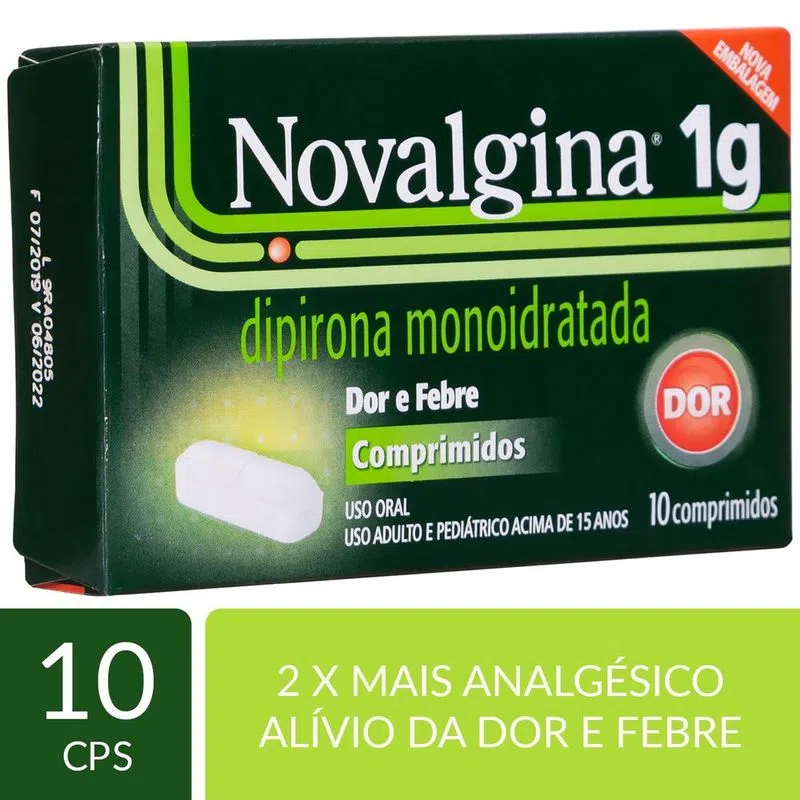 NOVA
EMBALAGEM
Novalgina® 1g
dipirona monoidratada
Dor e Febre
Comprimidos
DOR
USO ORAL
USO ADULTO E PEDIÁTRICO ACIMA DE 15 ANOS
10 comprimidos
L 9RA04805
F 07/2019 V 06/2022
10
CPS
2 X MAIS ANALGÉSICO
ALÍVIO DA DOR E FEBRE